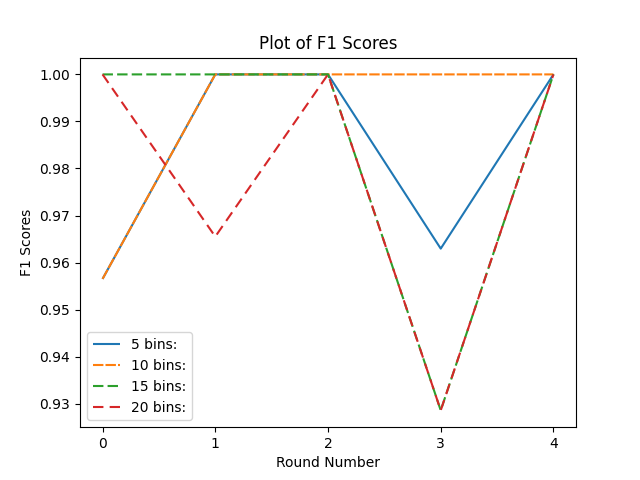 Plot of F1 Scores
1.00
0.99
0.98
0.97
0.96
0.95
0.94
0.93
F1 Scores
5 bins:
10 bins:
15 bins:
20 bins:
0 1 2 3 4
Round Number